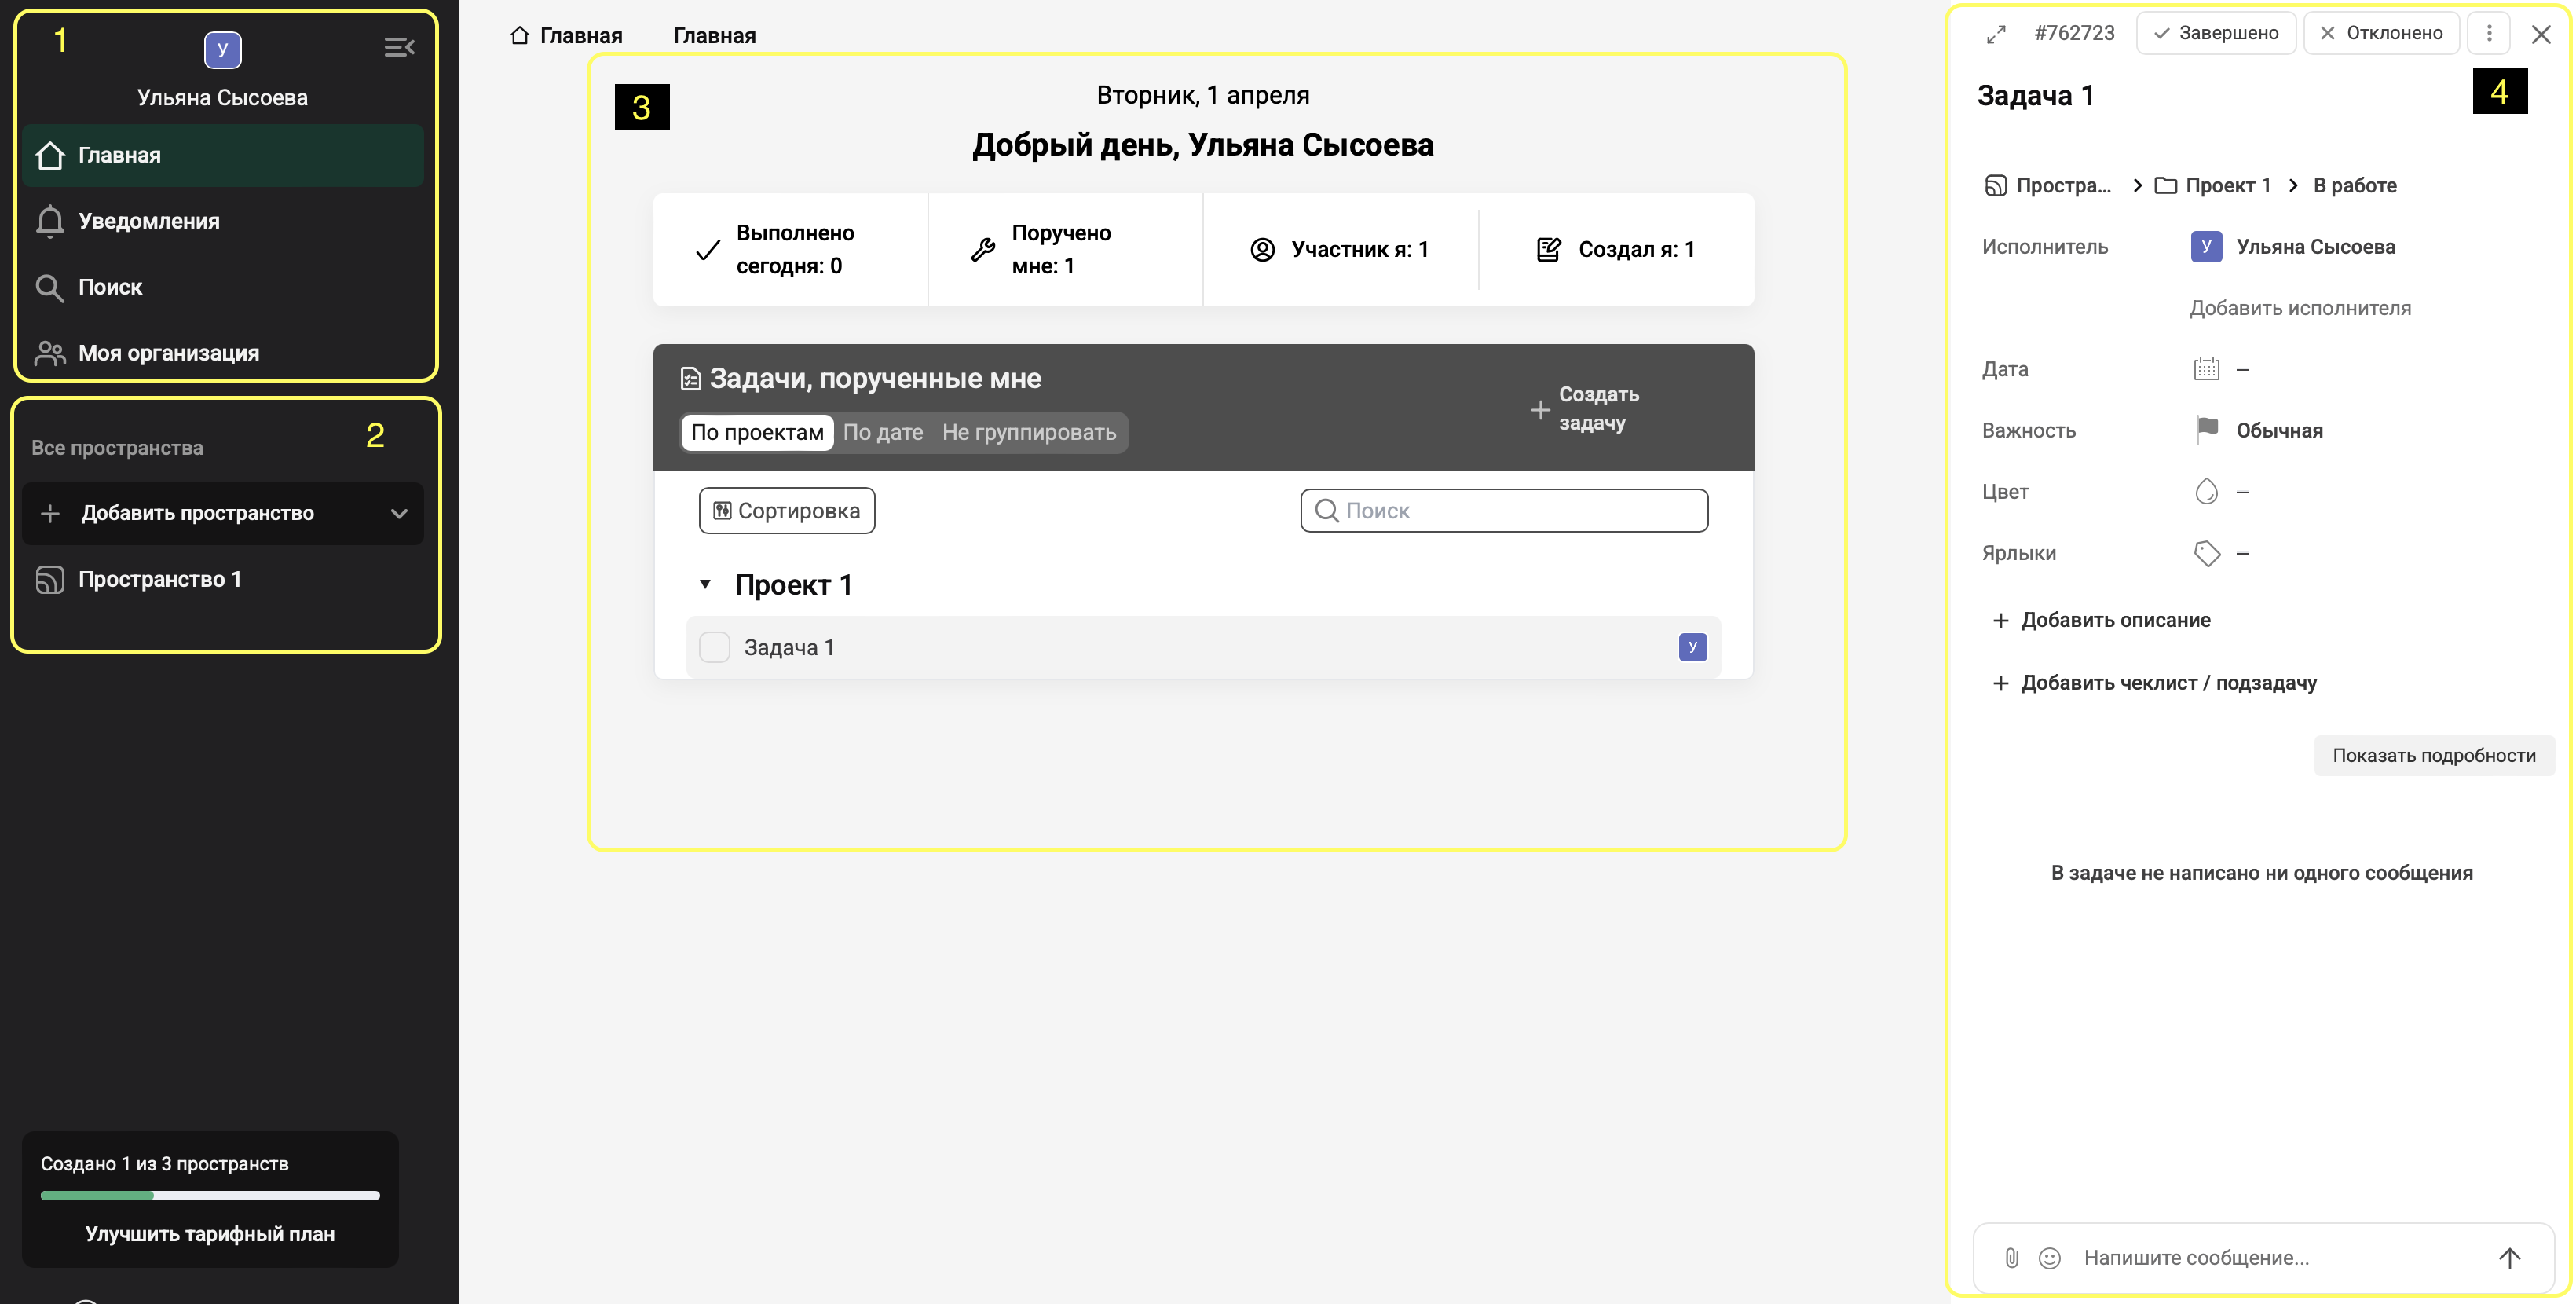 1
У
Ульяна Сысоева
Главная
Уведомления
Поиск
Моя организация
2
Все пространства
Добавить пространство
Пространство 1
Создано 1 из 3 пространств
Улучшить тарифный план
Главная
Главная
3
Вторник, 1 апреля
Добрый день, Ульяна Сысоева
Выполнено
сегодня: 0
Поручено
мне: 1
Участник я: 1
Создал я: 1
Задачи, порученные мне
По проектам По дате Не группировать
Создать
задачу
Сортировка
Поиск
Проект 1
Задача 1
У
#762723
Завершено
Отклонено
4
Задача 1
Простра... > Проект 1 > В работе
Исполнитель
У
Ульяна Сысоева
Добавить исполнителя
Дата
–
Важность
Обычная
Цвет
–
Ярлыки
–
+ Добавить описание
+ Добавить чеклист / подзадачу
Показать подробности
В задаче не написано ни одного сообщения
Напишите сообщение...